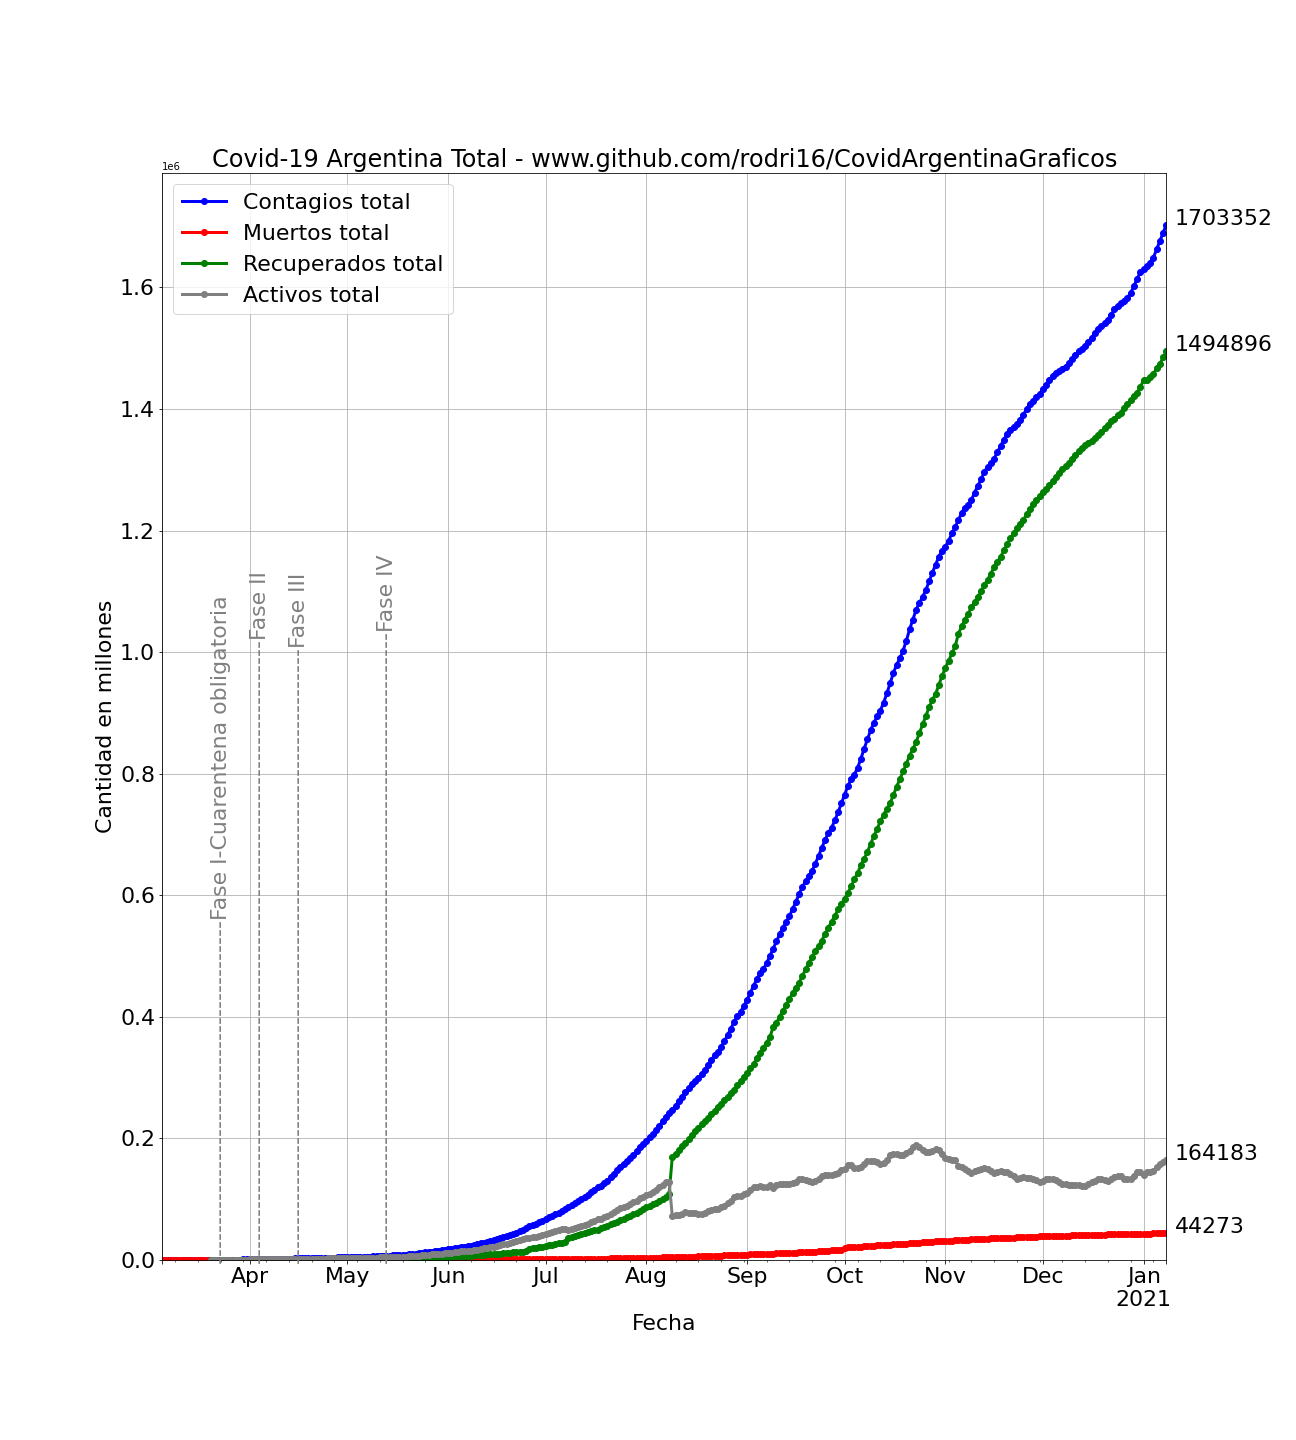 Covid-19 Argentina Total - www.github.com/rodri16/CovidArgentinaGraficos
1e6
Contagios total
Muertos total
Recuperados total
Activos total
1703352
1494896
164183
44273
1.6
1.4
1.2
1.0
0.8
0.6
0.4
0.2
0.0
Cantidad en millones
Fase I-Cuarentena obligatoria
Fase II
Fase III
Fase IV
Apr May Jun Jul Aug Sep Oct Nov Dec Jan
2021
Fecha